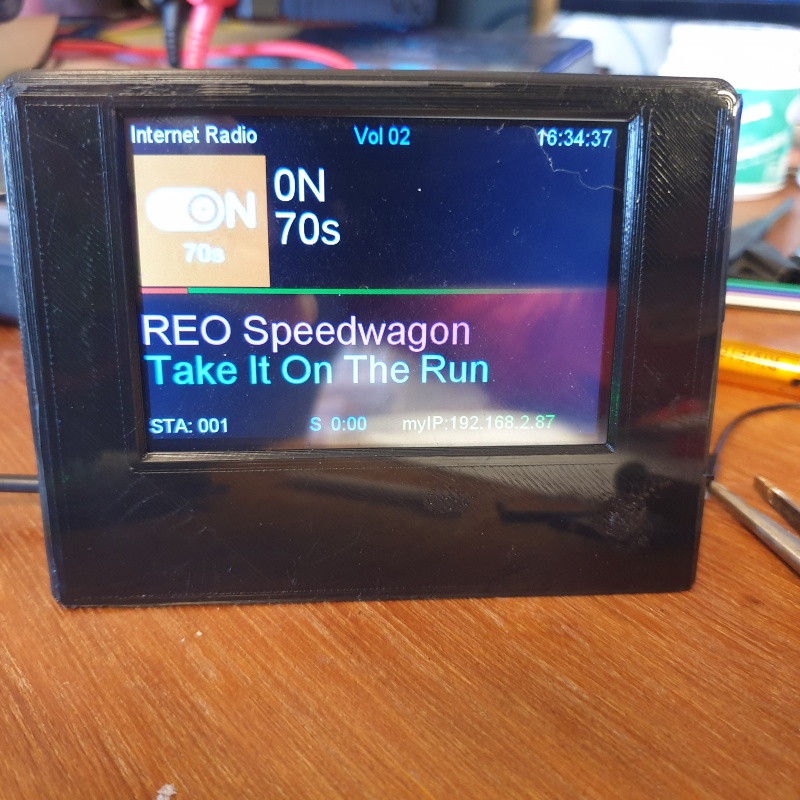 Internet Radio Vol 02 16:34:37
ON
70s
0N
70s
REO Speedwagon
Take It On The Run
STA: 001 S 0:00 myIP:192.168.2.87